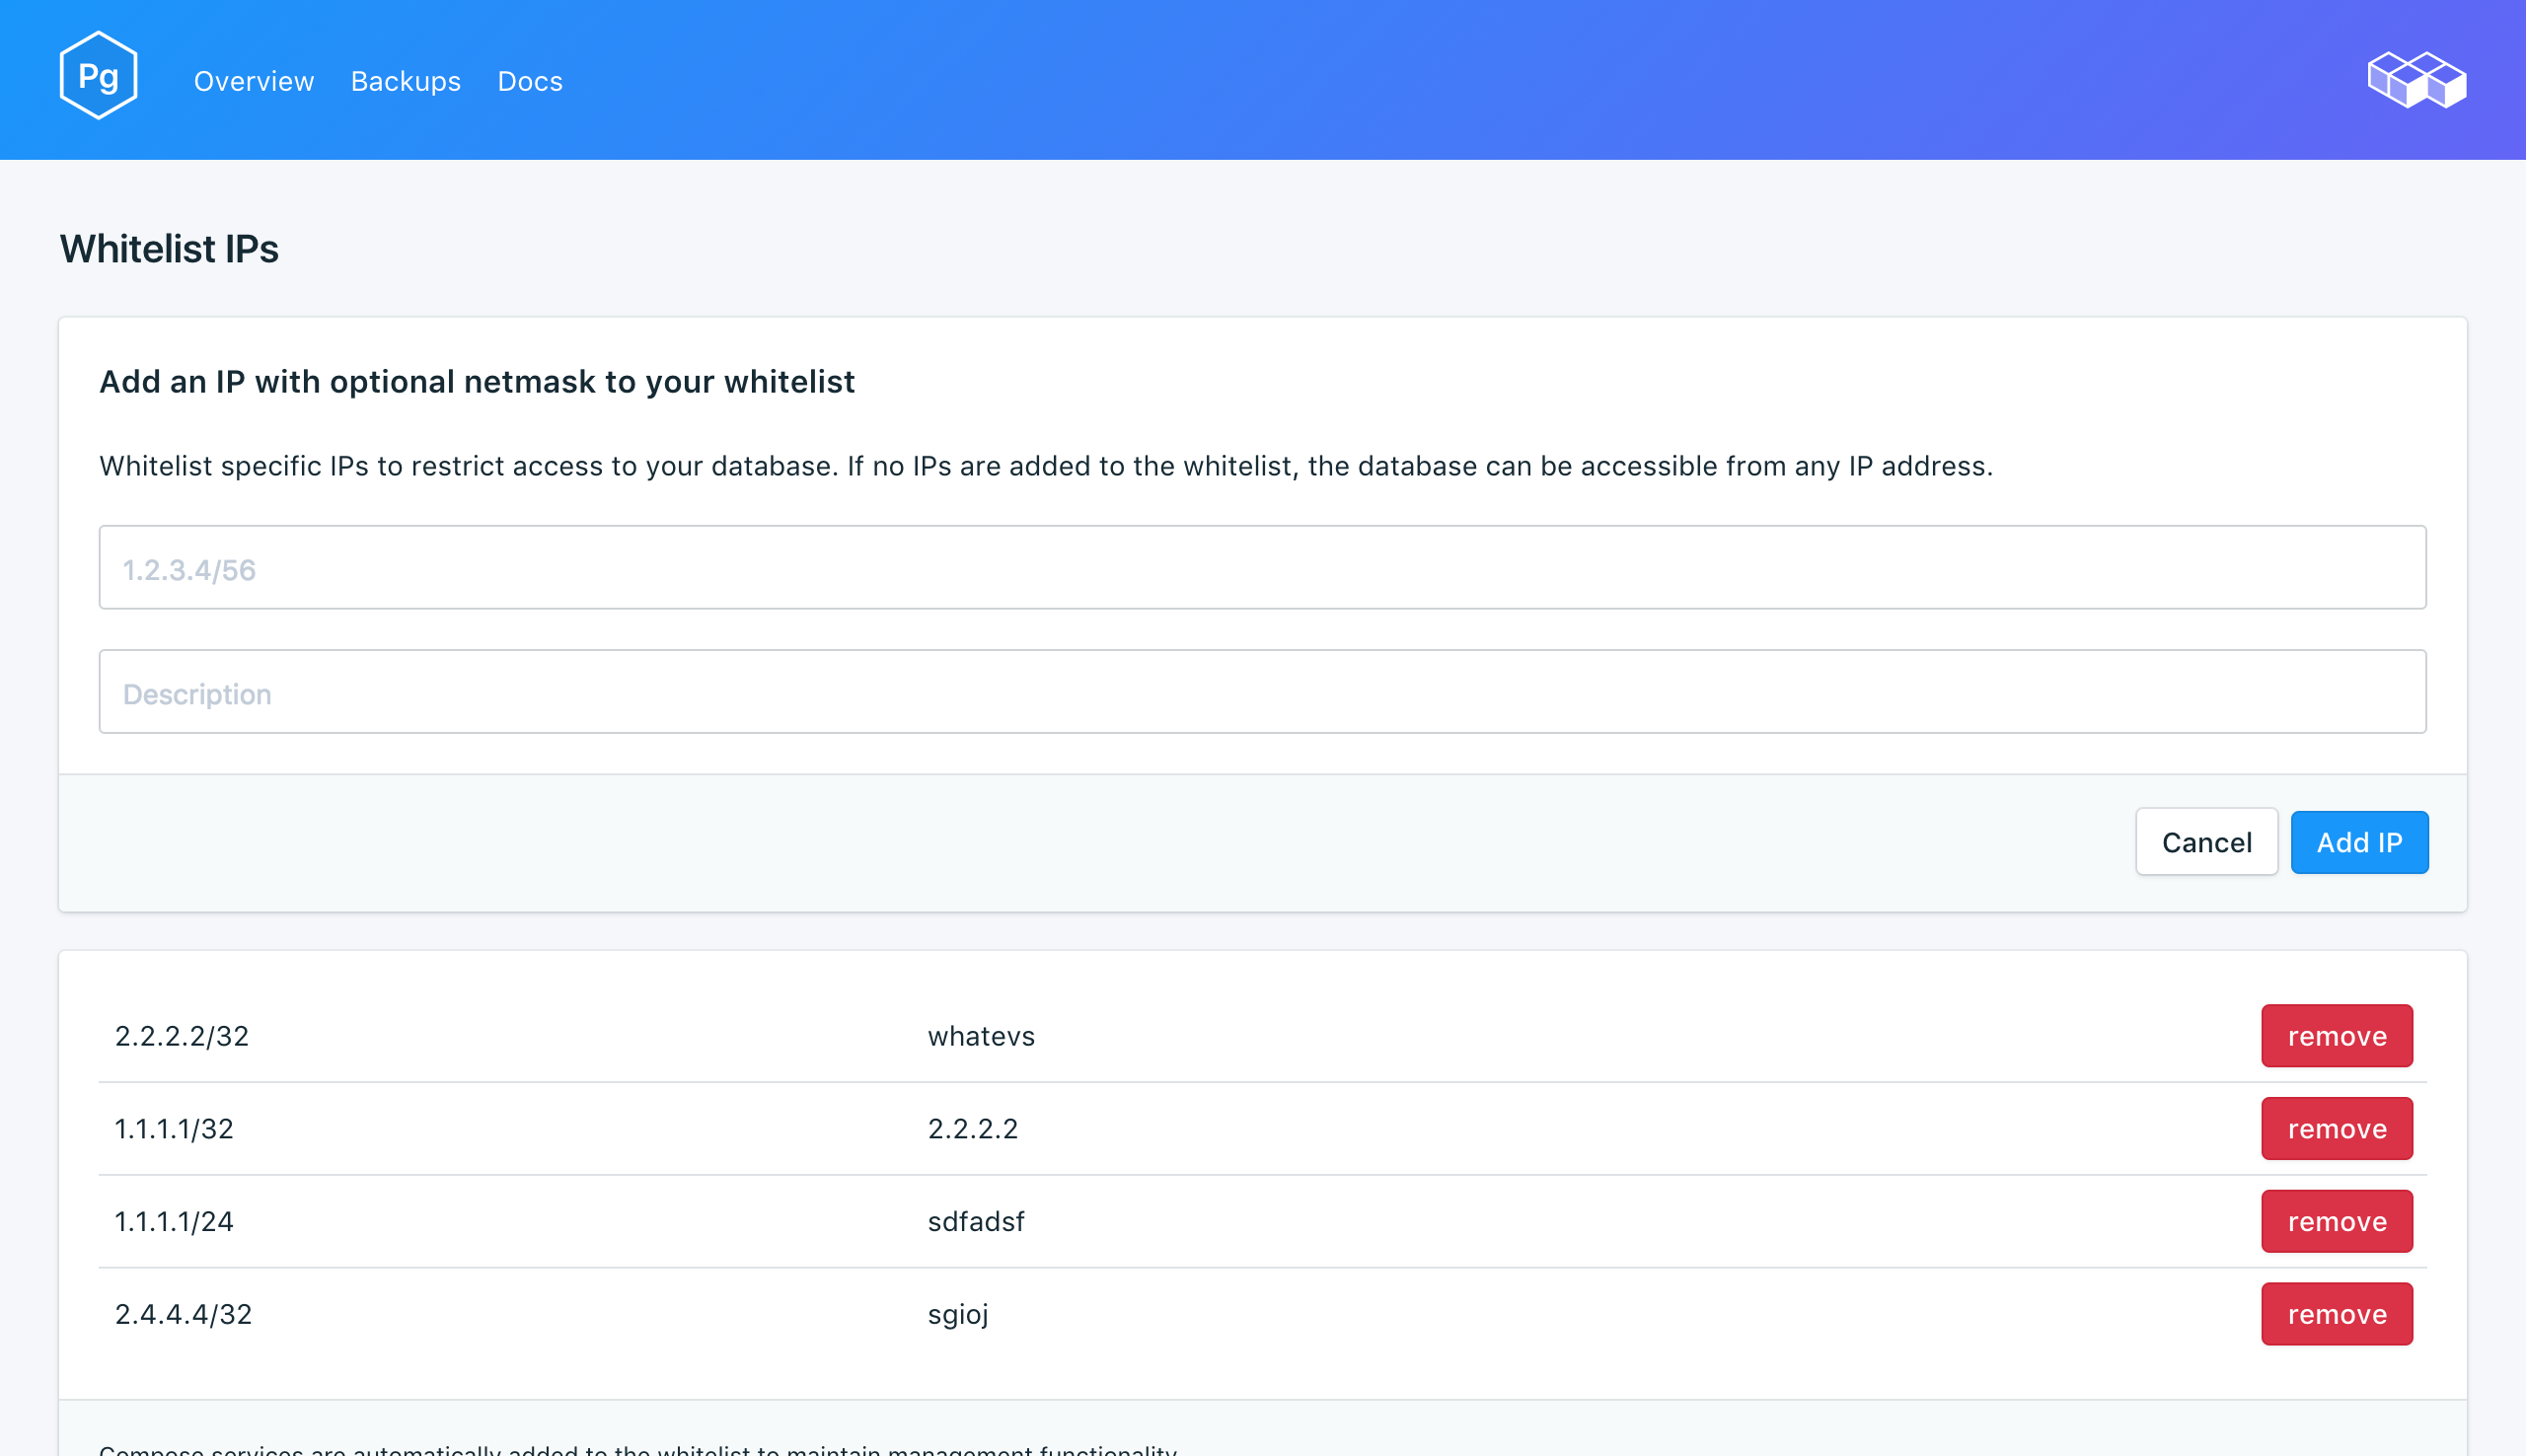 Pg
Overview Backups Docs
Whitelist IPs
Add an IP with optional netmask to your whitelist
Whitelist specific IPs to restrict access to your database. If no IPs are added to the whitelist, the database can be accessible from any IP address.
1.2.3.4/56
Description
Cancel Add IP
2.2.2.2/32 whatevs remove
1.1.1.1/32 2.2.2.2 remove
1.1.1.1/24 sdfadsf remove
2.4.4.4/32 sgioj remove
Compose services are automatically added to the whitelist to maintain management functionality.